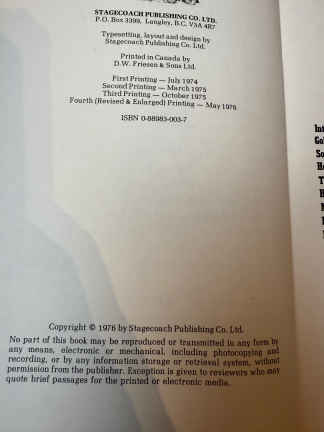 STAGECOACH PUBLISHING CO. LTD.
P.O. Box 3399, Langley, B.C. V3A 4R7
Typesetting, layout and design by
Stagecoach Publishing Co. Ltd.
Printed in Canada by
D.W. Friesen & Sons Ltd.
First Printing — July 1974
Second Printing — March 1975
Third Printing — October 1975
Fourth (Revised & Enlarged) Printing — May 1976
ISBN 0-88983-003-7
Copyright © 1976 by Stagecoach Publishing Co. Ltd.
No part of this book may be reproduced or transmitted in any form by
any means, electronic or mechanical, including photocopying and
recording, or by any information storage or retrieval system, without
permission from the publisher. Exception is given to reviewers who may
quote brief passages for the printed or electronic media.